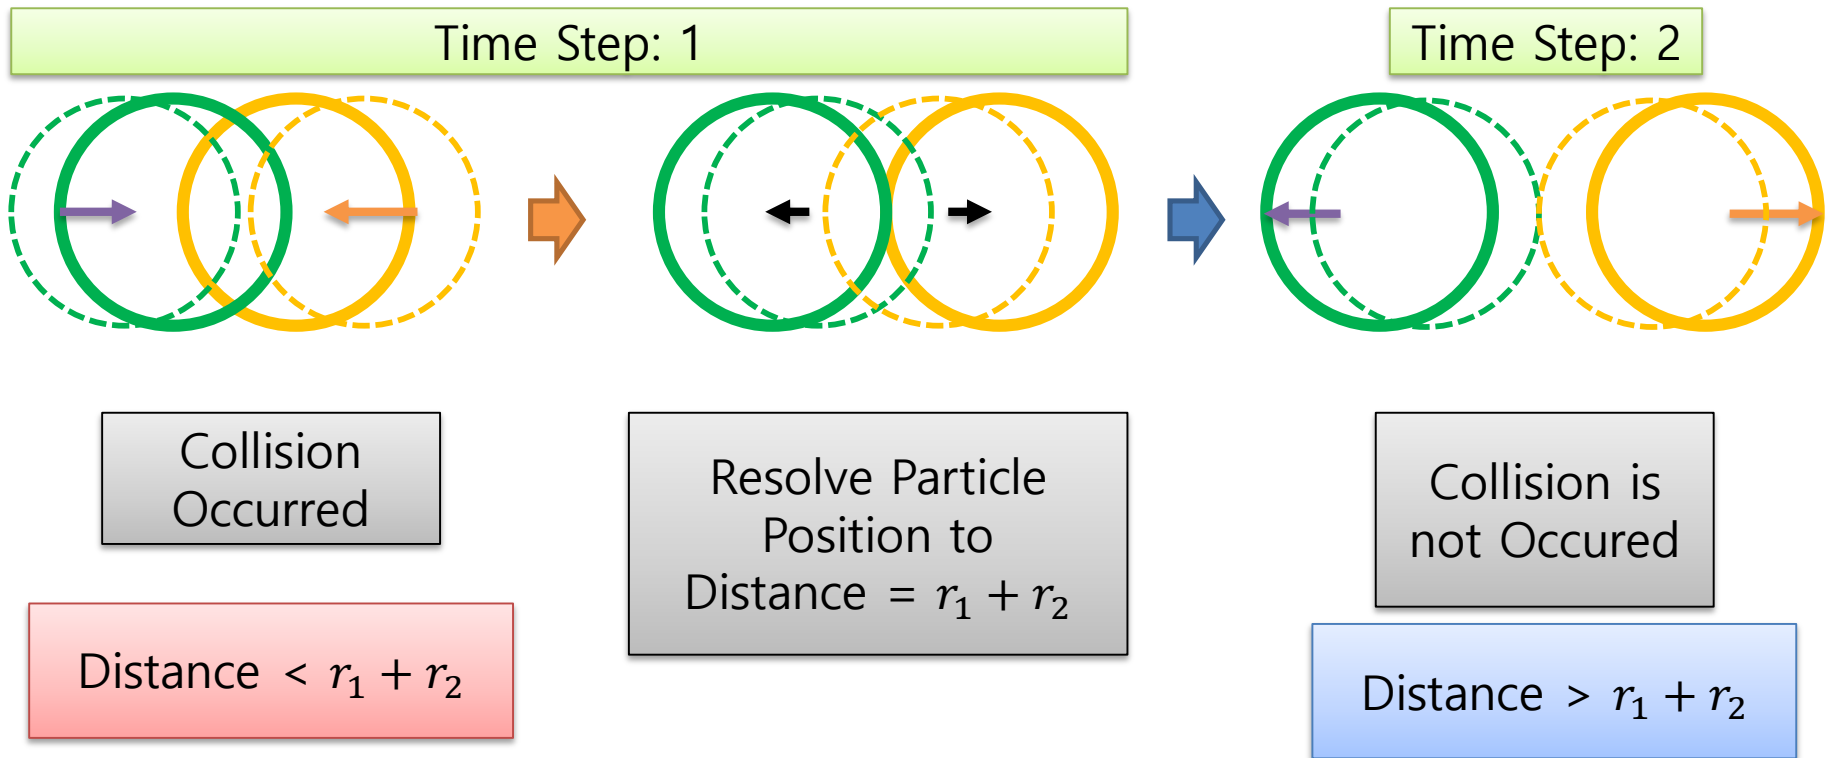 Time Step: 1
Time Step: 2
Collision
Occurred
Distance < r₁ + r₂
Resolve Particle
Position to
Distance = r₁ + r₂
Collision is
not Occured
Distance > r₁ + r₂